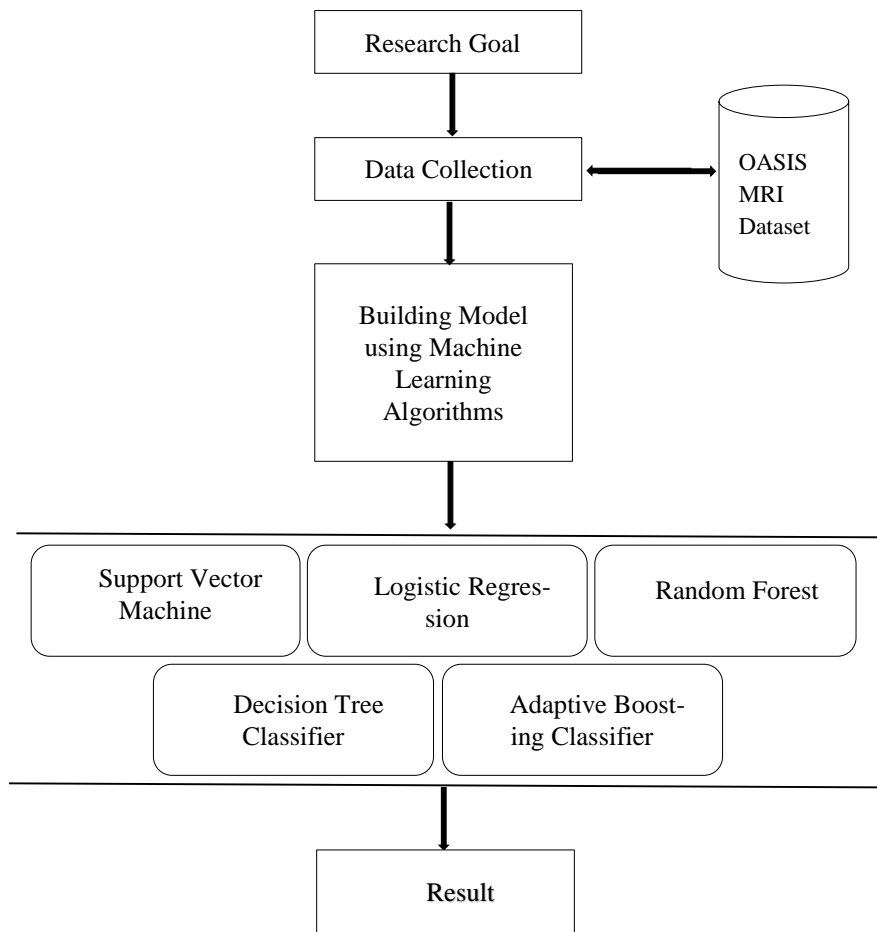 Research Goal
Data Collection
OASIS
MRI
Dataset
Building Model
using Machine
Learning
Algorithms
Support Vector
Machine
Logistic Regres-
sion
Random Forest
Decision Tree
Classifier
Adaptive Boost-
ing Classifier
Result